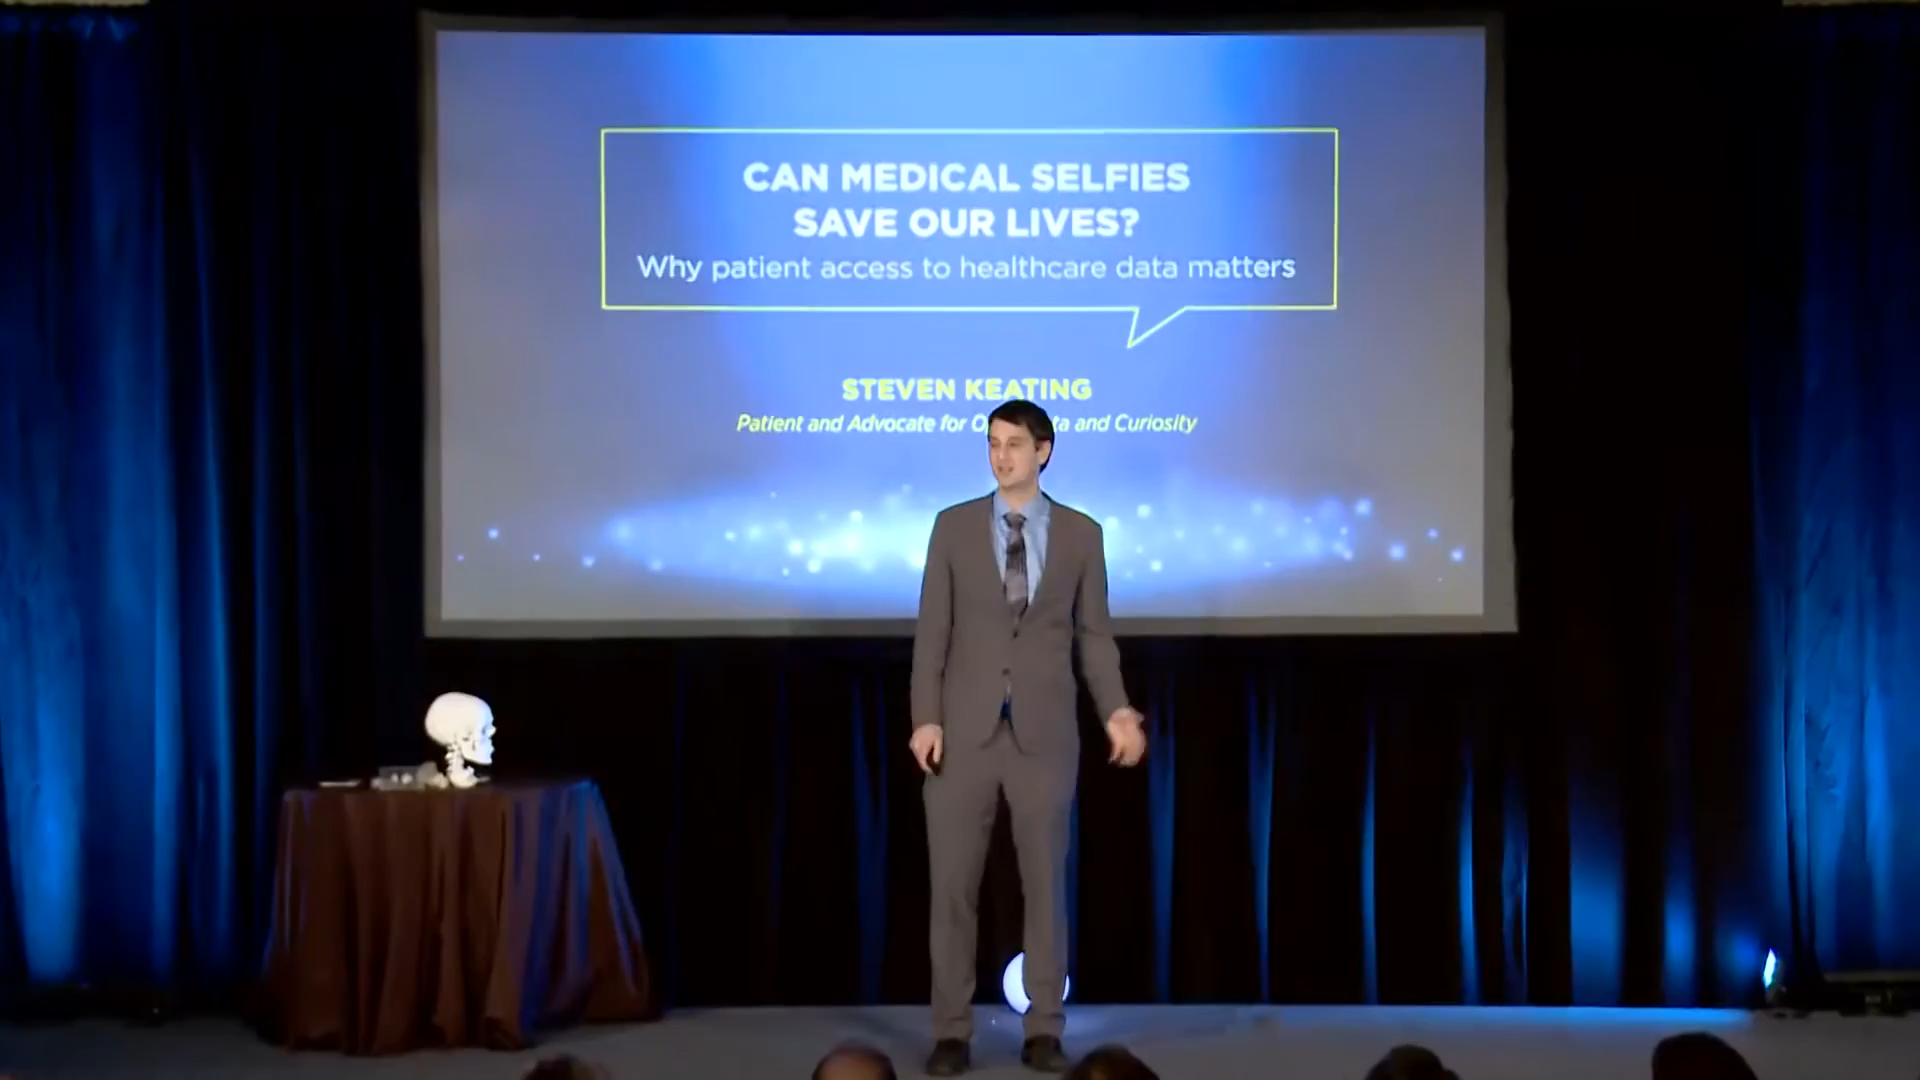 CAN MEDICAL SELFIES
SAVE OUR LIVES?
Why patient access to healthcare data matters
STEVEN KEATING
Patient and Advocate for O ta and Curiosity